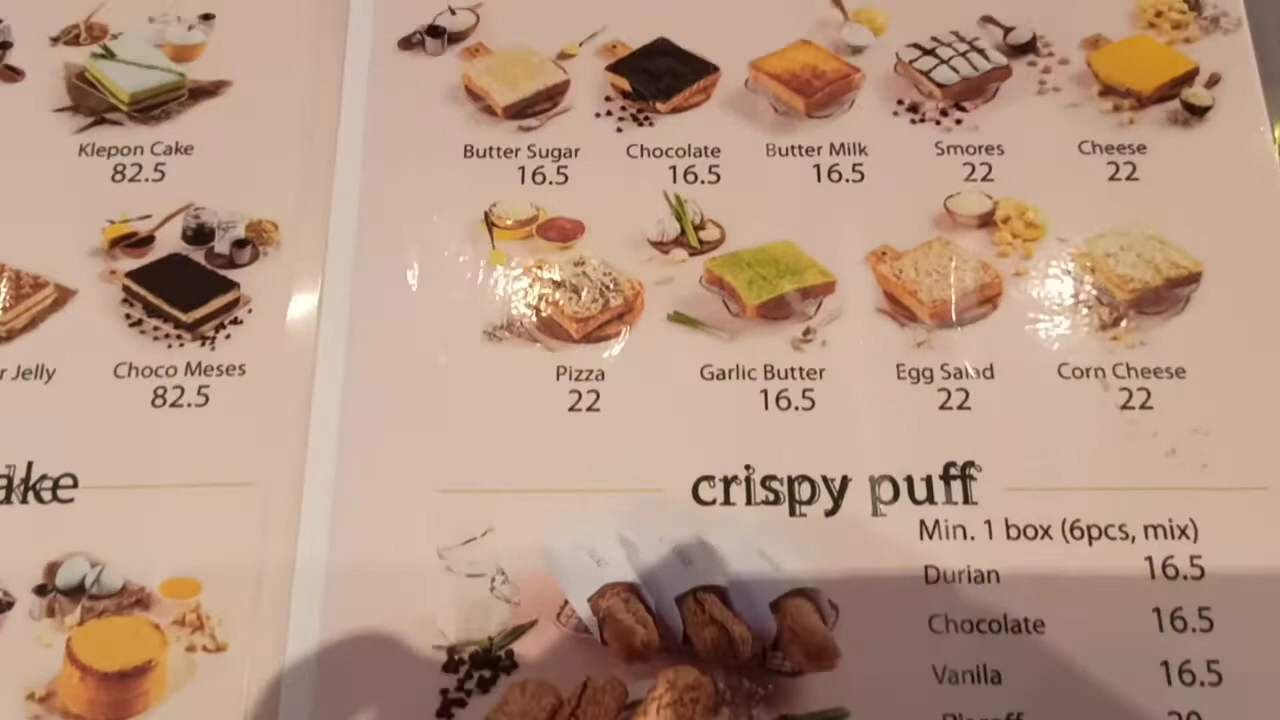 Klepon Cake
82.5
r Jelly
Choco Meses
82.5
ake
Butter Sugar
16.5
Chocolate
16.5
Butter Milk
16.5
Smores
22
Cheese
22
Pizza
22
Garlic Butter
16.5
Egg Salad
22
Corn Cheese
22
crispy puff
Min. 1 box (6pcs, mix)
Durian 16.5
Chocolate 16.5
Vanila 16.5